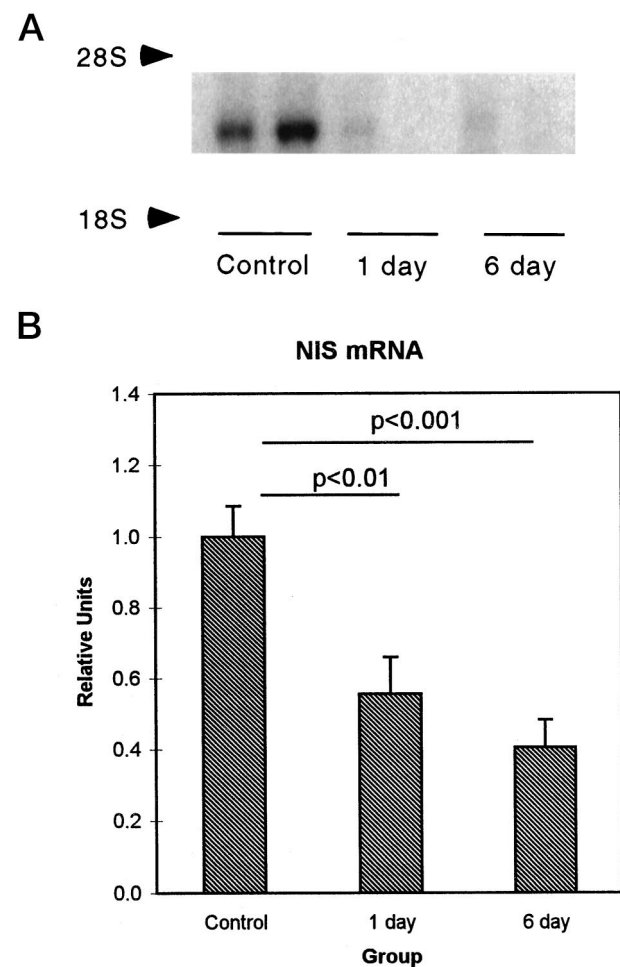 A
28S
18S
Control 1 day 6 day
B
NIS mRNA
1.4
p<0.001
1.2
p<0.01
1.0
0.8
0.6
0.4
0.2
0.0
Relative Units
Control 1 day 6 day
Group